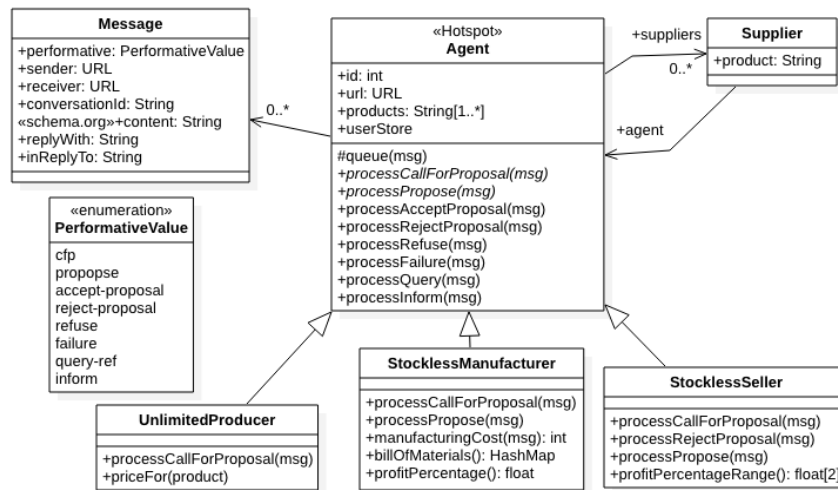 Message
+performative: PerformativeValue
+sender: URL
+receiver: URL
+conversationId: String
«schema.org»+content: String
+replyWith: String
+inReplyTo: String
0..*
«Hotspot»
Agent
+id: int
+url: URL
+products: String[1..*]
+userStore
#queue(msg)
+processCallForProposal(msg)
+processPropose(msg)
+processAcceptProposal(msg)
+processRejectProposal(msg)
+processRefuse(msg)
+processFailure(msg)
+processQuery(msg)
+processInform(msg)
+suppliers
0..*
Supplier
+product: String
+agent
«enumeration»
PerformativeValue
cfp
propopse
accept-proposal
reject-proposal
refuse
failure
query-ref
inform
UnlimitedProducer
+processCallForProposal(msg)
+priceFor(product)
StocklessManufacturer
+processCallForProposal(msg)
+processPropose(msg)
+manufacturingCost(msg): int
+billOfMaterials(): HashMap
+profitPercentage(): float
StocklessSeller
+processCallForProposal(msg)
+processRejectProposal(msg)
+processPropose(msg)
+profitPercentageRange(): float[2]